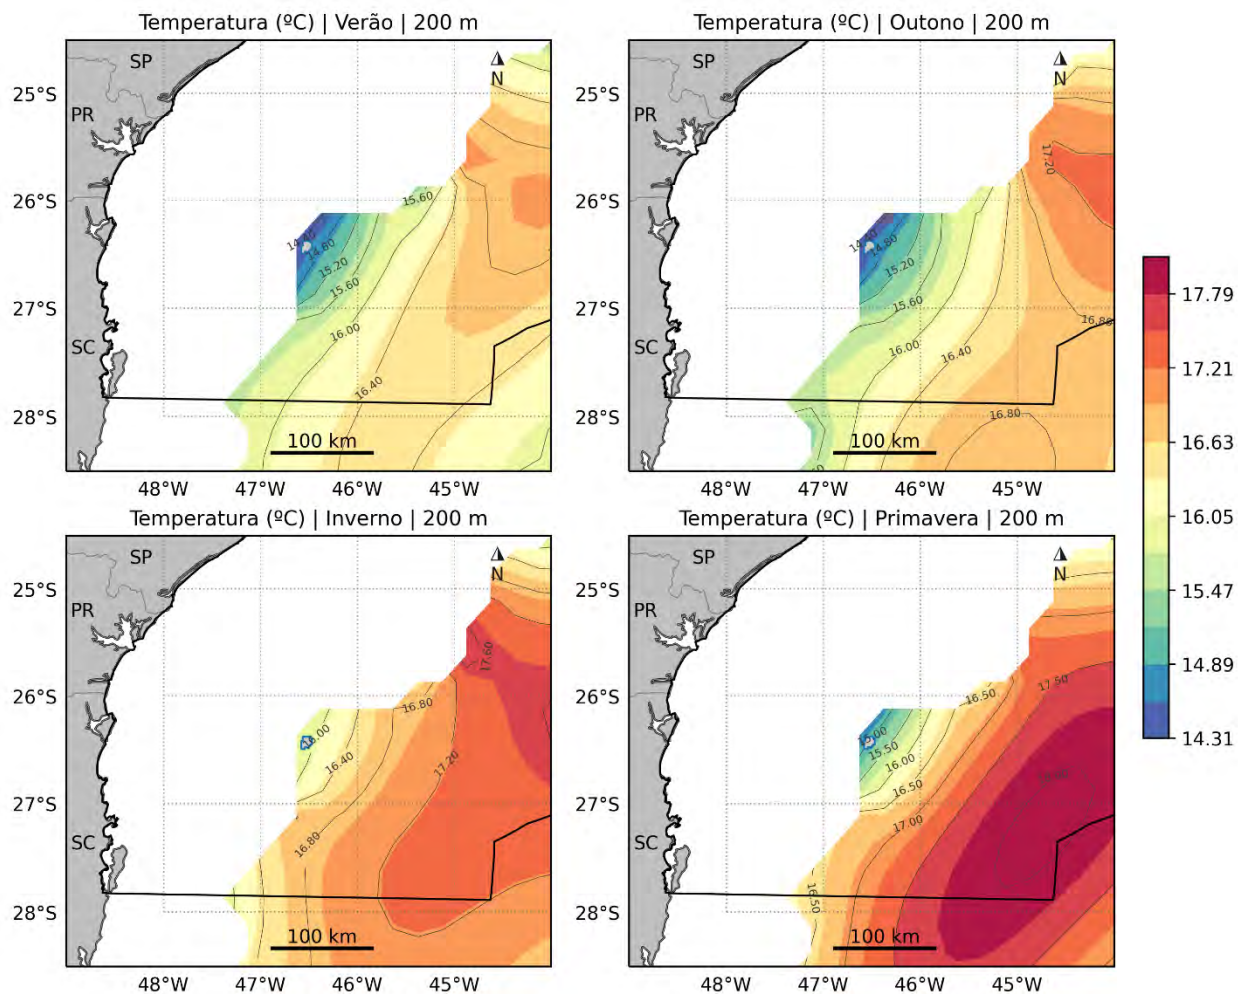 Temperatura (ºC) | Verão | 200 m
SP
PR
SC
N
25°S
26°S
27°S
28°S
15.60
14.40
14.80
15.20
15.60
16.00
16.40
100 km
48°W 47°W 46°W 45°W
Temperatura (ºC) | Outono | 200 m
SP
PR
SC
N
25°S
26°S
27°S
28°S
17.20
14.80
15.20
15.60
16.00
16.40
16.80
16.80
100 km
48°W 47°W 46°W 45°W
Temperatura (ºC) | Inverno | 200 m
SP
PR
SC
N
25°S
26°S
27°S
28°S
17.60
16.80
16.00
16.40
17.20
16.80
100 km
48°W 47°W 46°W 45°W
Temperatura (ºC) | Primavera | 200 m
SP
PR
SC
N
25°S
26°S
27°S
28°S
17.50
16.50
15.00
15.50
16.00
16.50
17.00
16.50
100 km
48°W 47°W 46°W 45°W
17.79
17.21
16.63
16.05
15.47
14.89
14.31